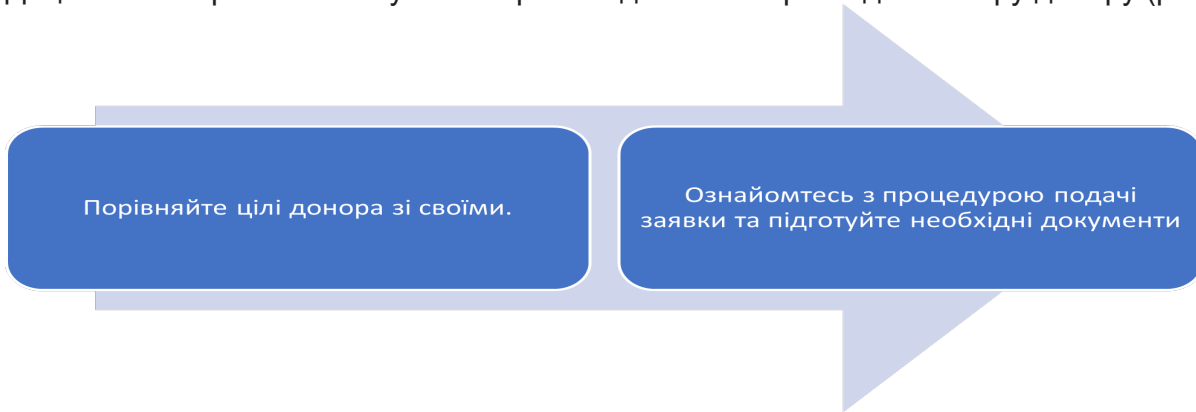 Порівняйте цілі донора зі своїми.
Ознайомтесь з процедурою подачі
заявки та підготуйте необхідні документи